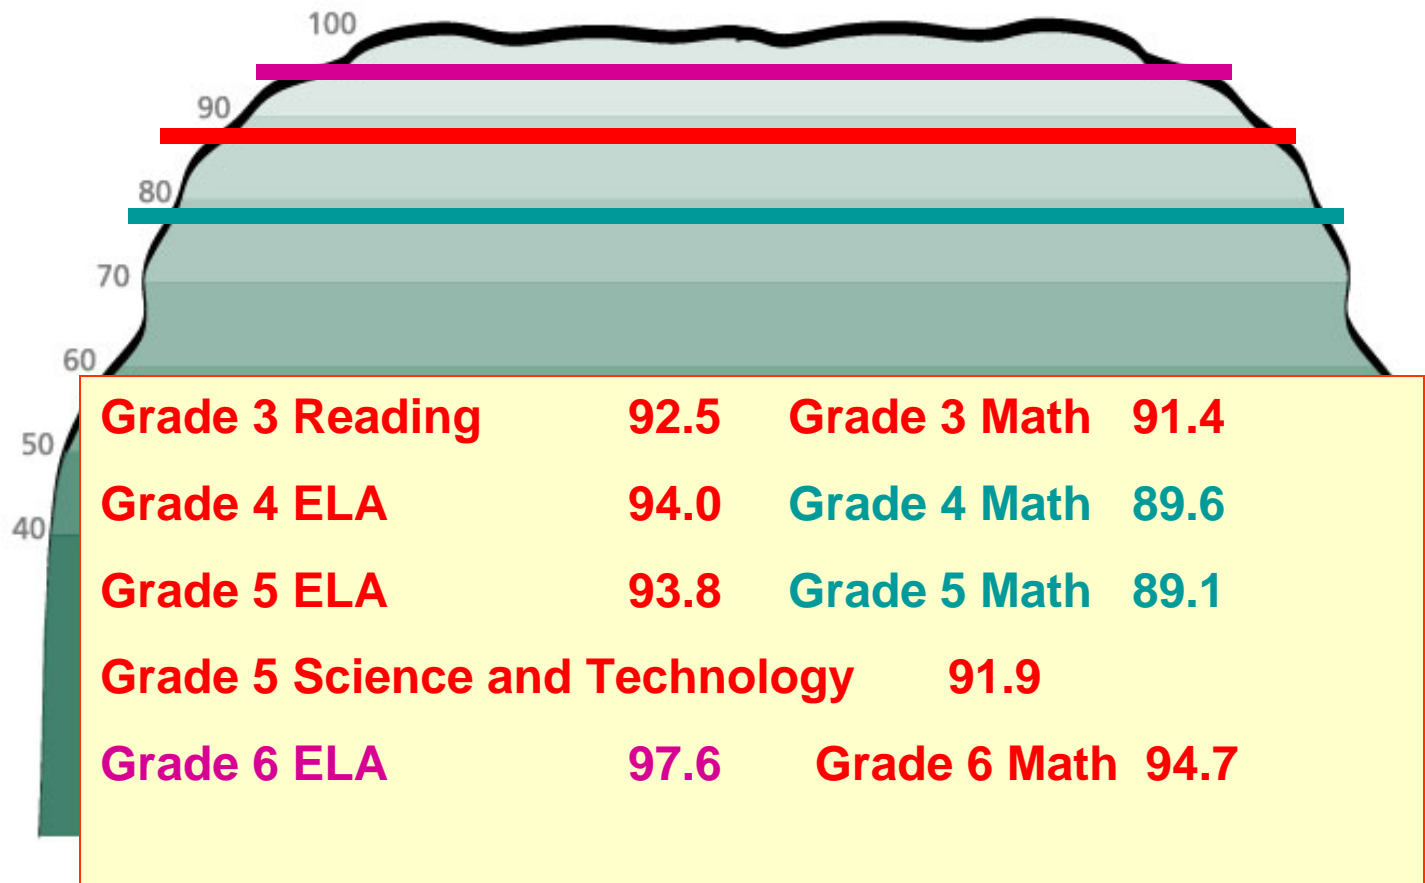 100
90
80
70
60
50
40
Grade 3 Reading 92.5 Grade 3 Math 91.4
Grade 4 ELA 94.0 Grade 4 Math 89.6
Grade 5 ELA 93.8 Grade 5 Math 89.1
Grade 5 Science and Technology 91.9
Grade 6 ELA 97.6 Grade 6 Math 94.7